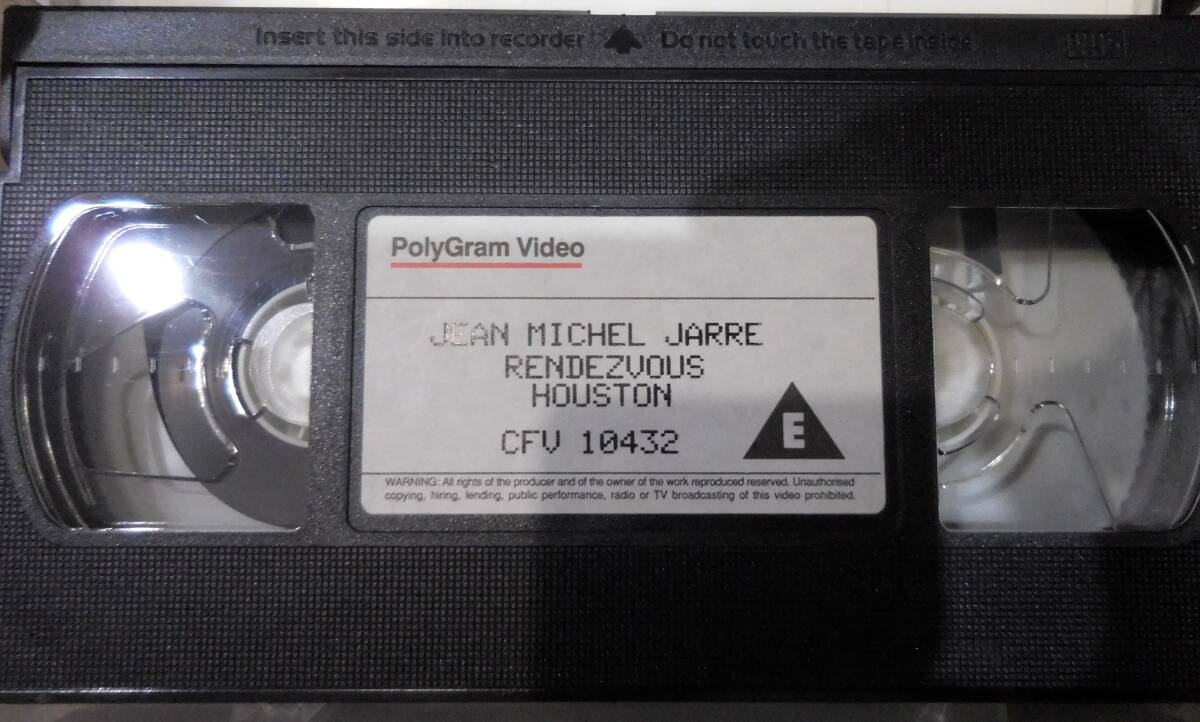 Insert this side into recorder Do not touch the tape inside VHS
PolyGram Video
JEAN MICHEL JARRE
RENDEZVOUS
HOUSTON
CFV 10432
E
WARNING: All rights of the producer and of the owner of the work reproduced reserved. Unauthorised
copying, hiring, lending, public performance, radio or TV broadcasting of this video prohibited.